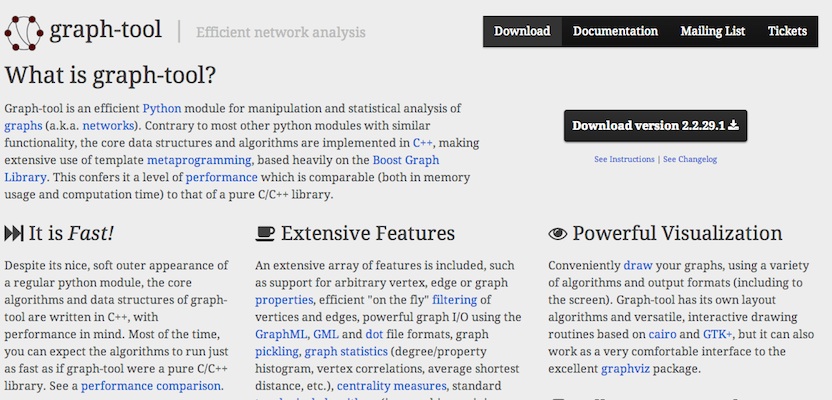 graph-tool | Efficient network analysis
Download Documentation Mailing List Tickets
What is graph-tool?
Graph-tool is an efficient Python module for manipulation and statistical analysis of
graphs (a.k.a. networks). Contrary to most other python modules with similar
functionality, the core data structures and algorithms are implemented in C++, making
extensive use of template metaprogramming, based heavily on the Boost Graph
Library. This confers it a level of performance which is comparable (both in memory
usage and computation time) to that of a pure C/C++ library.
Download version 2.2.29.1
See Instructions | See Changelog
It is Fast!
Despite its nice, soft outer appearance of
a regular python module, the core
algorithms and data structures of graph-
tool are written in C++, with
performance in mind. Most of the time,
you can expect the algorithms to run just
as fast as if graph-tool were a pure C/C++
library. See a performance comparison.
Extensive Features
An extensive array of features is included, such
as support for arbitrary vertex, edge or graph
properties, efficient "on the fly" filtering of
vertices and edges, powerful graph I/O using the
GraphML, GML and dot file formats, graph
pickling, graph statistics (degree/property
histogram, vertex correlations, average shortest
distance, etc.), centrality measures, standard
Powerful Visualization
Conveniently draw your graphs, using a variety
of algorithms and output formats (including to
the screen). Graph-tool has its own layout
algorithms and versatile, interactive drawing
routines based on cairo and GTK+, but it can also
work as a very comfortable interface to the
excellent graphviz package.